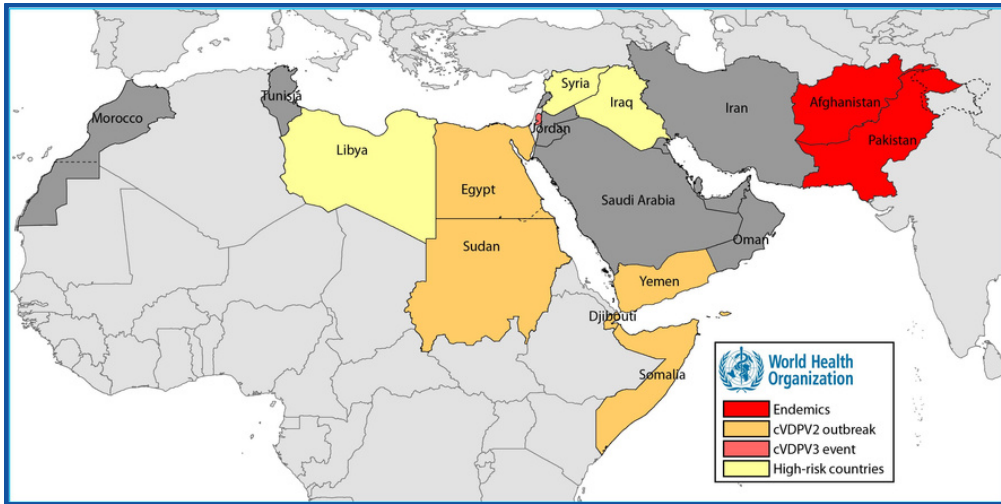 Tunisia
Morocco
Syria
Iraq
Iran
Afghanistan
Jordan
Pakistan
Libya
Egypt
Saudi Arabia
Oman
Sudan
Yemen
Djibouti
Somalla
World Health
Organization
Endemics
cVDPV2 outbreak
cVDPV3 event
High-risk countries